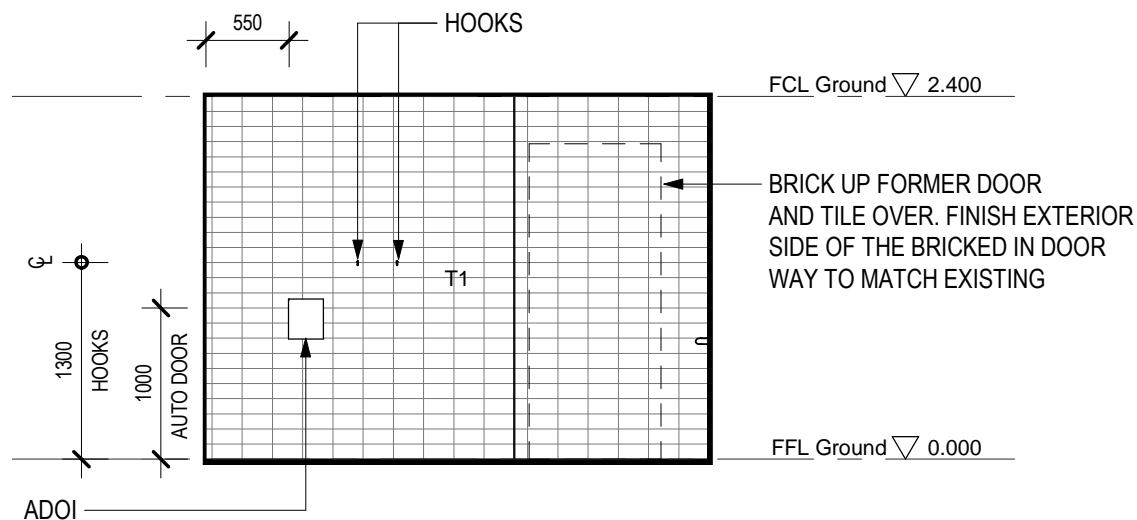 550
HOOKS
FCL Ground 2.400
BRICK UP FORMER DOOR
AND TILE OVER. FINISH EXTERIOR
SIDE OF THE BRICKED IN DOOR
WAY TO MATCH EXISTING
CL
T1
1300
HOOKS
1000
AUTO DOOR
FFL Ground 0.000
ADOI